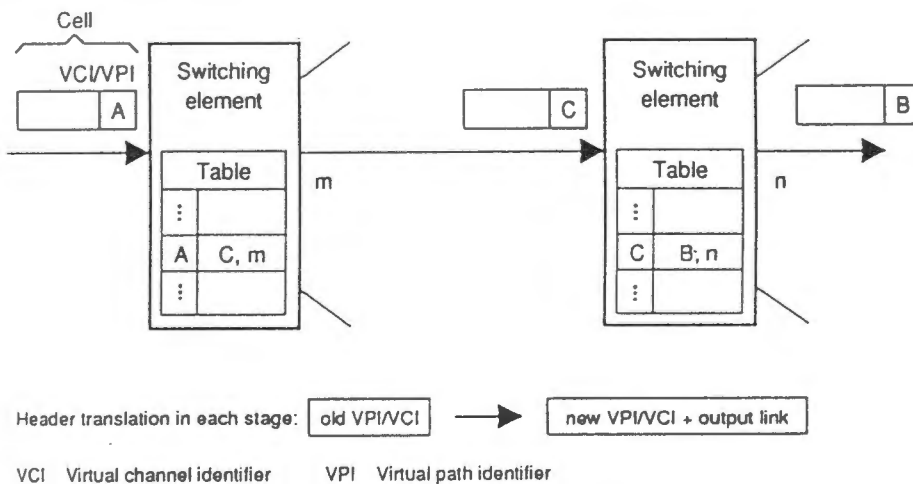 Cell
VCI/VPI
A
Switching element
Table
⋮
A C, m
⋮
m
C
Switching element
Table
⋮
C B, n
⋮
n
B
Header translation in each stage: old VPI/VCI new VPI/VCI + output link
VCI Virtual channel identifier VPI Virtual path identifier